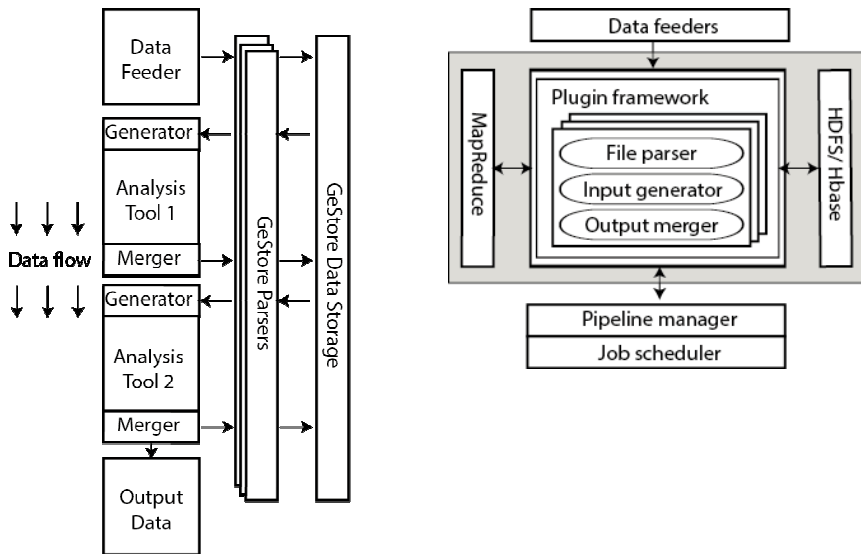 Data
Feeder
Generator
Analysis
Tool 1
Merger
Data flow
Generator
Analysis
Tool 2
Merger
Output
Data
GeStore Parsers
GeStore Data Storage
Data feeders
MapReduce
Plugin framework
File parser
Input generator
Output merger
HDFS/ Hbase
Pipeline manager
Job scheduler